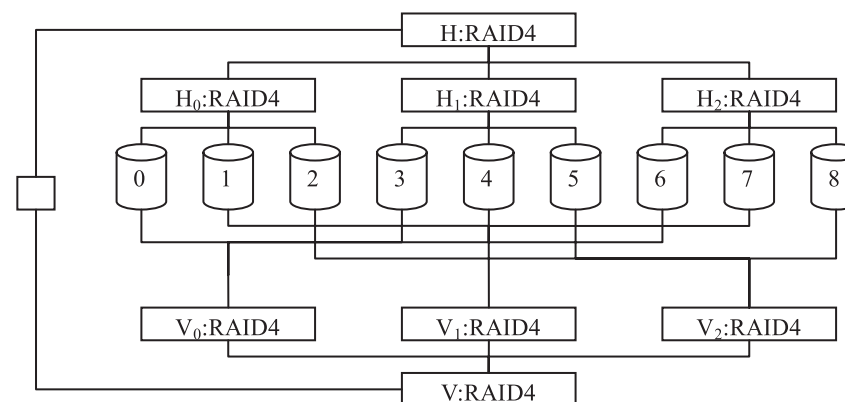 H:RAID4
H₀:RAID4 H₁:RAID4 H₂:RAID4
0 1 2 3 4 5 6 7 8
V₀:RAID4 V₁:RAID4 V₂:RAID4
V:RAID4